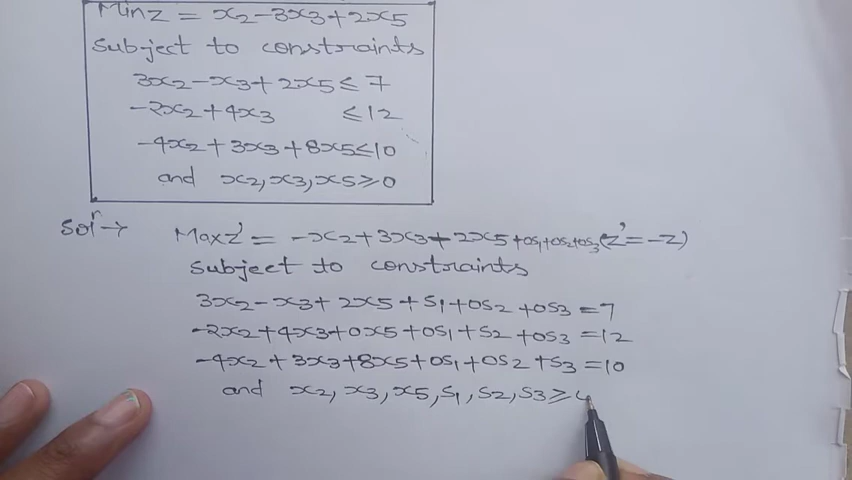 Min Z = x2 - 3x3 + 2x5
Subject to constraints
3x2 - x3 + 2x5 ≤ 7
-2x2 + 4x3 ≤ 12
-4x2 + 3x3 + 8x5 ≤ 10
and x2, x3, x5 ≥ 0
Solⁿ → Max Z' = -x2 + 3x3 - 2x5 + 0S1 + 0S2 + 0S3 (Z' = -Z)
Subject to constraints
3x2 - x3 + 2x5 + S1 + 0S2 + 0S3 = 7
-2x2 + 4x3 + 0x5 + 0S1 + S2 + 0S3 = 12
-4x2 + 3x3 + 8x5 + 0S1 + 0S2 + S3 = 10
and x2, x3, x5, S1, S2, S3 ≥